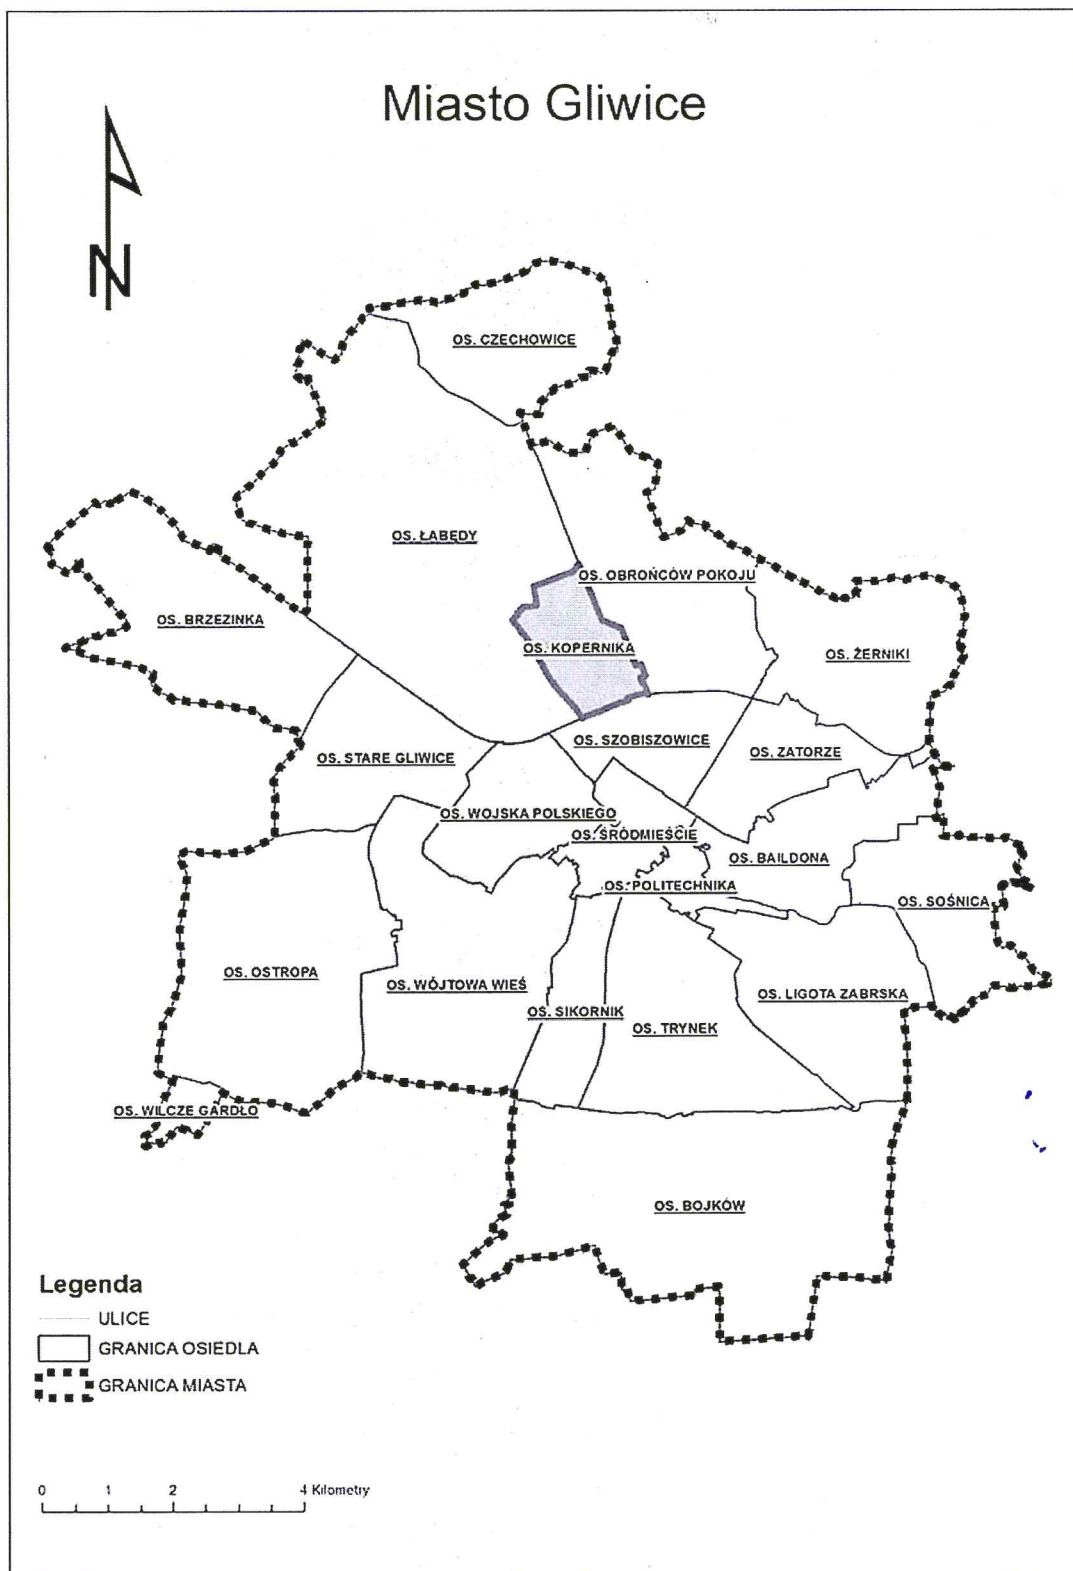 Miasto Gliwice
N
OS. CZECHOWICE
OS. ŁABĘDY
OS. OBROŃCÓW POKOJU
OS. BRZEZINKA
OS. KOPERNIKA
OS. ŻERNIKI
OS. SZOBISZOWICE
OS. ZATORZE
OS. STARE GLIWICE
OS. WOJSKA POLSKIEGO
OS. ŚRÓDMIEŚCIE
OS. BAILDONA
OS. POLITECHNIKA
OS. SOŚNICA
OS. OSTROPA
OS. WÓJTOWA WIEŚ
OS. LIGOTA ZABRSKA
OS. SIKORNIK
OS. TRYNEK
OS. WILCZE GARDŁO
OS. BOJKÓW
Legenda
ULICE
GRANICA OSIEDLA
GRANICA MIASTA
0 1 2 4 Kilometry